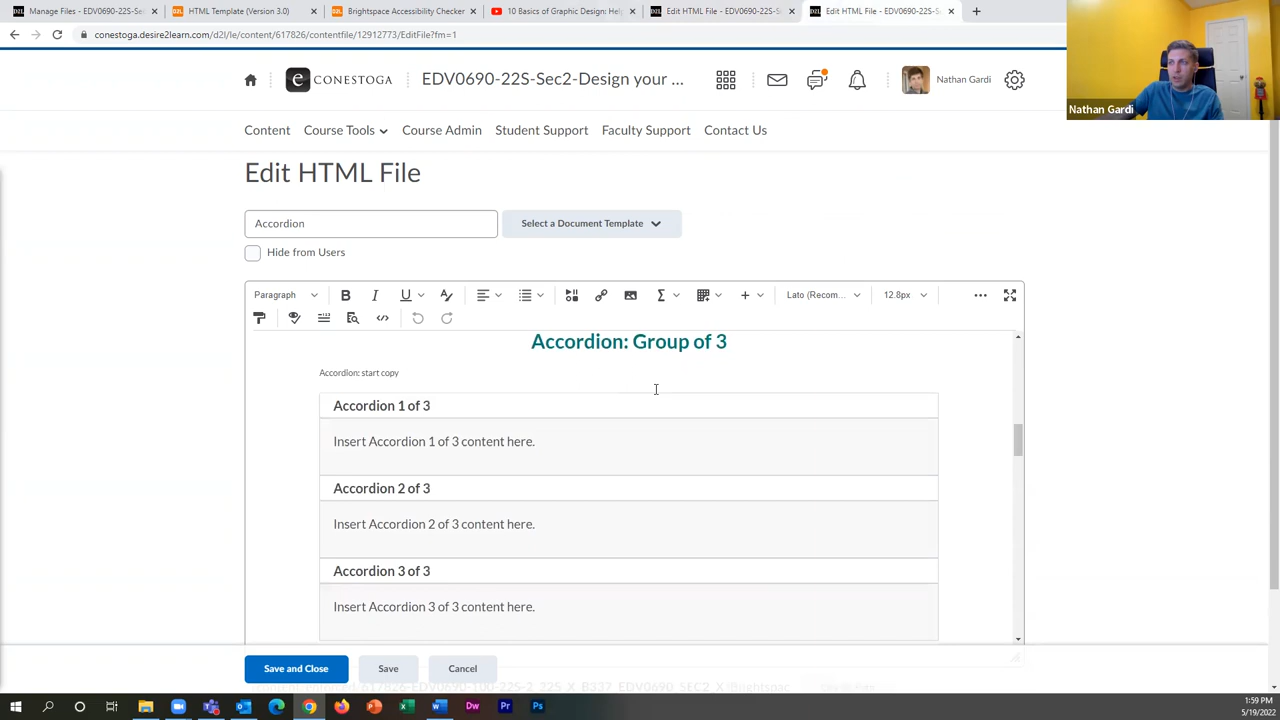 Manage Files - EDV0690-22S-Se
HTML Template (Version 3.0)
Brightspace Accessibility Checker
10 Basics of Graphic Design: Hel
Edit HTML File - EDV0690-22S-S
Edit HTML File - EDV0690-22S-S
conestoga.desire2learn.com/d2l/le/content/617826/contentfile/12912773/EditFile?fm=1
CONESTOGA
EDV0690-22S-Sec2-Design your ...
Nathan Gardi
Nathan Gardi
Content Course Tools Course Admin Student Support Faculty Support Contact Us
Edit HTML File
Accordion
Select a Document Template
Hide from Users
Paragraph B I U Lato (Recom... 12.8px
Accordion: Group of 3
Accordion: start copy
Accordion 1 of 3
Insert Accordion 1 of 3 content here.
Accordion 2 of 3
Insert Accordion 2 of 3 content here.
Accordion 3 of 3
Insert Accordion 3 of 3 content here.
Save and Close Save Cancel
1:59 PM
5/19/2022